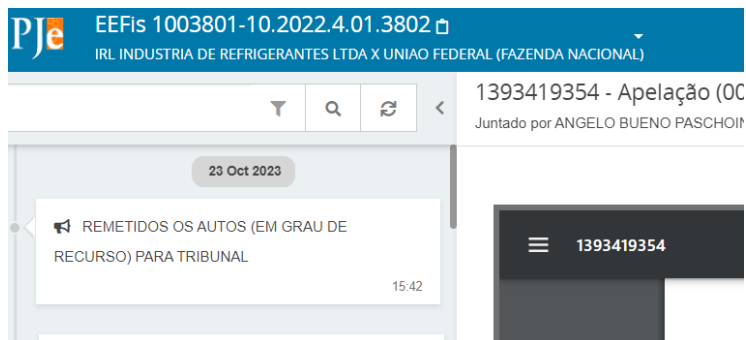 PJe
EEFis 1003801-10.2022.4.01.3802
IRL INDUSTRIA DE REFRIGERANTES LTDA X UNIAO FEDERAL (FAZENDA NACIONAL)
1393419354 - Apelação (00
Juntado por ANGELO BUENO PASCHOIN
23 Oct 2023
REMETIDOS OS AUTOS (EM GRAU DE
RECURSO) PARA TRIBUNAL
15:42
1393419354